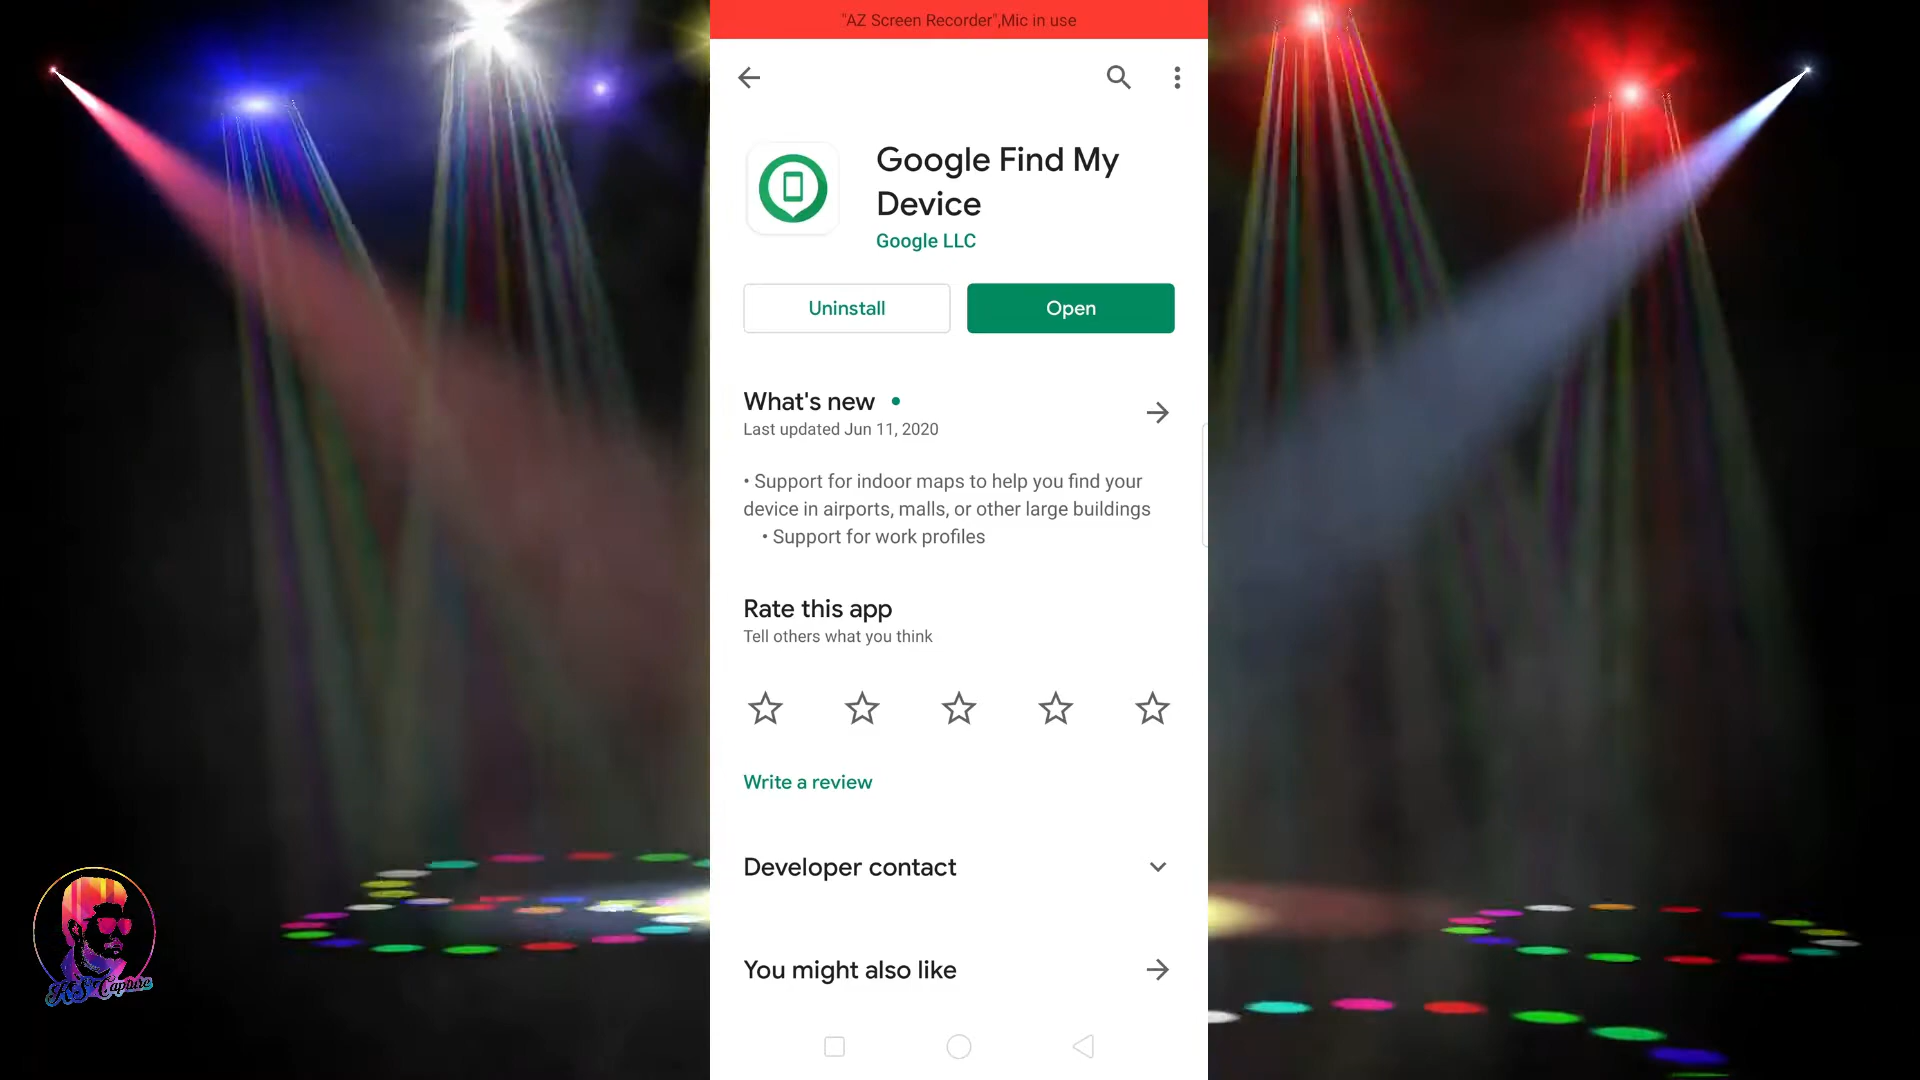 "AZ Screen Recorder",Mic in use
Google Find My
Device
Google LLC
Uninstall
Open
What's new
Last updated Jun 11, 2020
• Support for indoor maps to help you find your
device in airports, malls, or other large buildings
• Support for work profiles
Rate this app
Tell others what you think
Write a review
Developer contact
You might also like
KS Capture